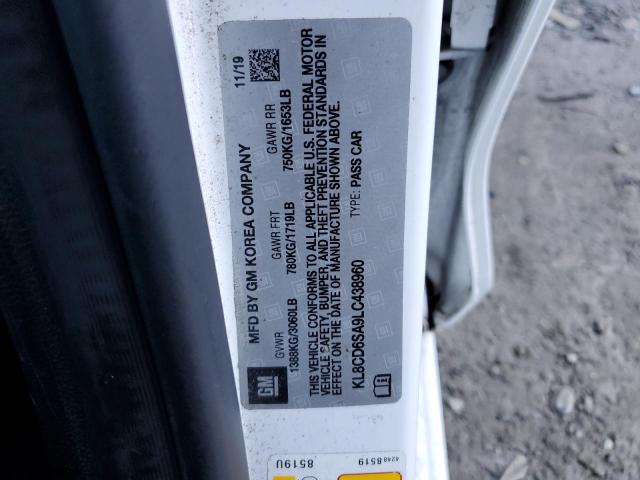 MFD BY GM KOREA COMPANY
11/19
GVWR
GAWR FRT
GAWR RR
1388KG/3060LB
780KG/1719LB
750KG/1653LB
THIS VEHICLE CONFORMS TO ALL APPLICABLE U.S. FEDERAL MOTOR
VEHICLE SAFETY, BUMPER, AND THEFT PREVENTION STANDARDS IN
EFFECT ON THE DATE OF MANUFACTURE SHOWN ABOVE.
KL8CD6SA9LC438960
TYPE: PASS CAR
GM
8519U
4248 8519